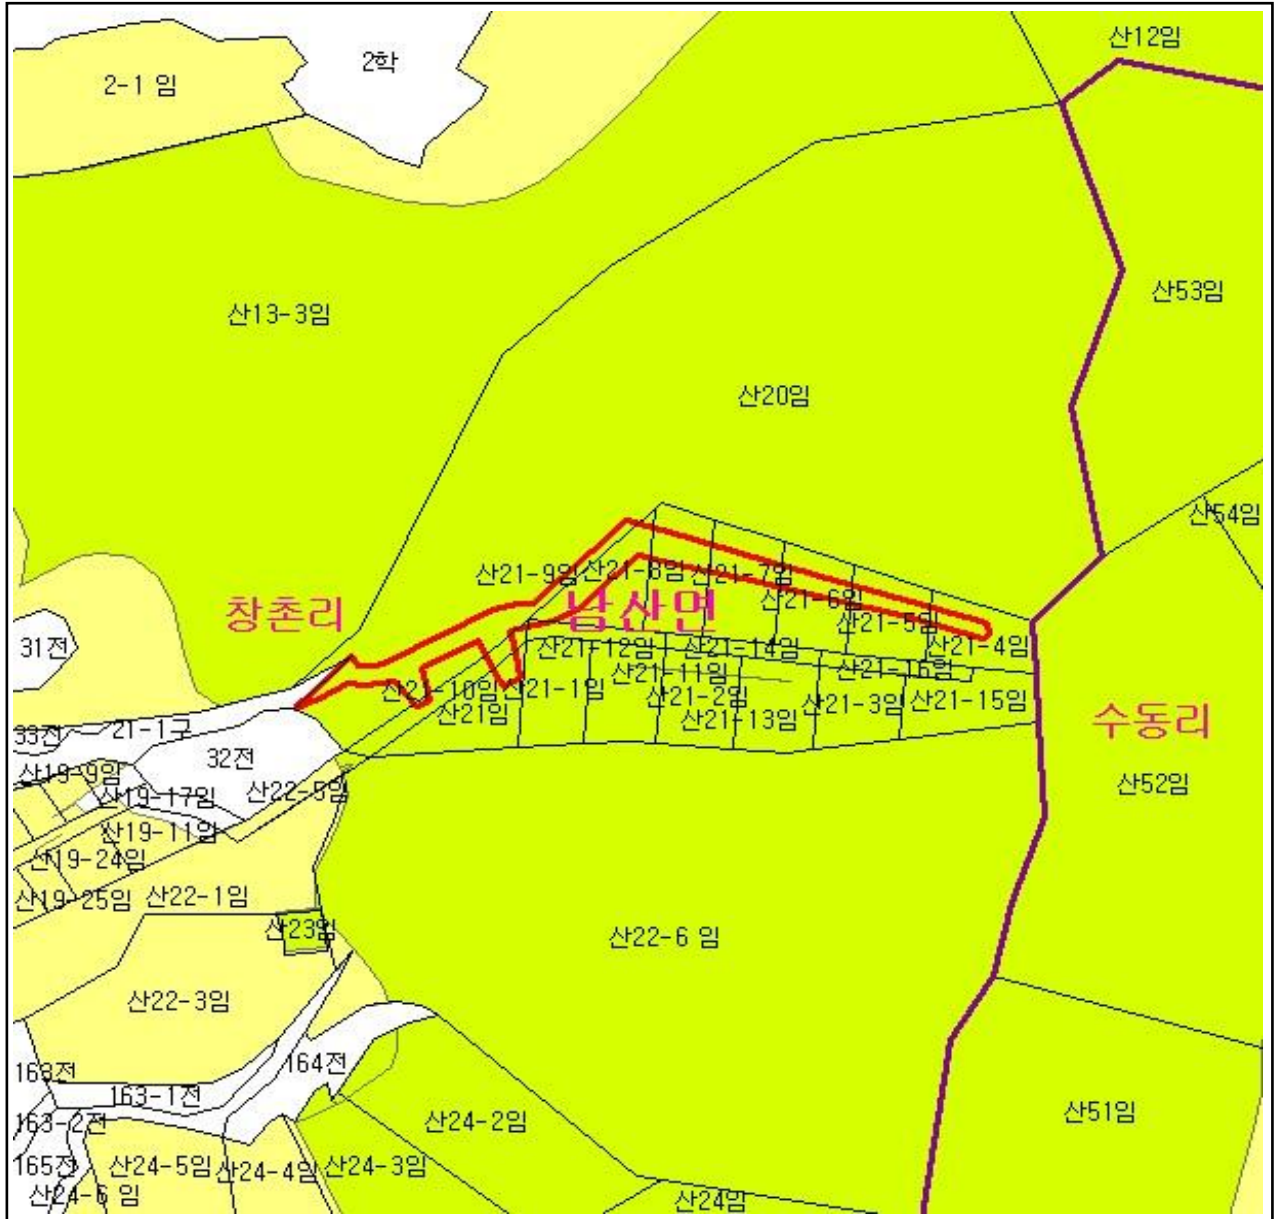 산12임
2학
2-1 임
산53임
산13-3임
산20임
산54임
산21-9임
산21-8임
산21-7임
산21-6임
창촌리
남산면
산21-5임
31전
산21-12임
산21-14임
산21-4임
산21-11임
산21-16임
산21-10임
산21-1임
산21-2임
산21-3임
산21-15임
산21임
산21-13임
수동리
33전
21-1구
32전
산19-9임
산22-5임
산52임
산19-17임
산19-11임
산19-24임
산19-25임
산22-1임
산23임
산22-6 임
산22-3임
163전
164전
163-1전
163-2전
산24-2임
산51임
165전
산24-5임
산24-4임
산24-3임
산24-6 임
산24임